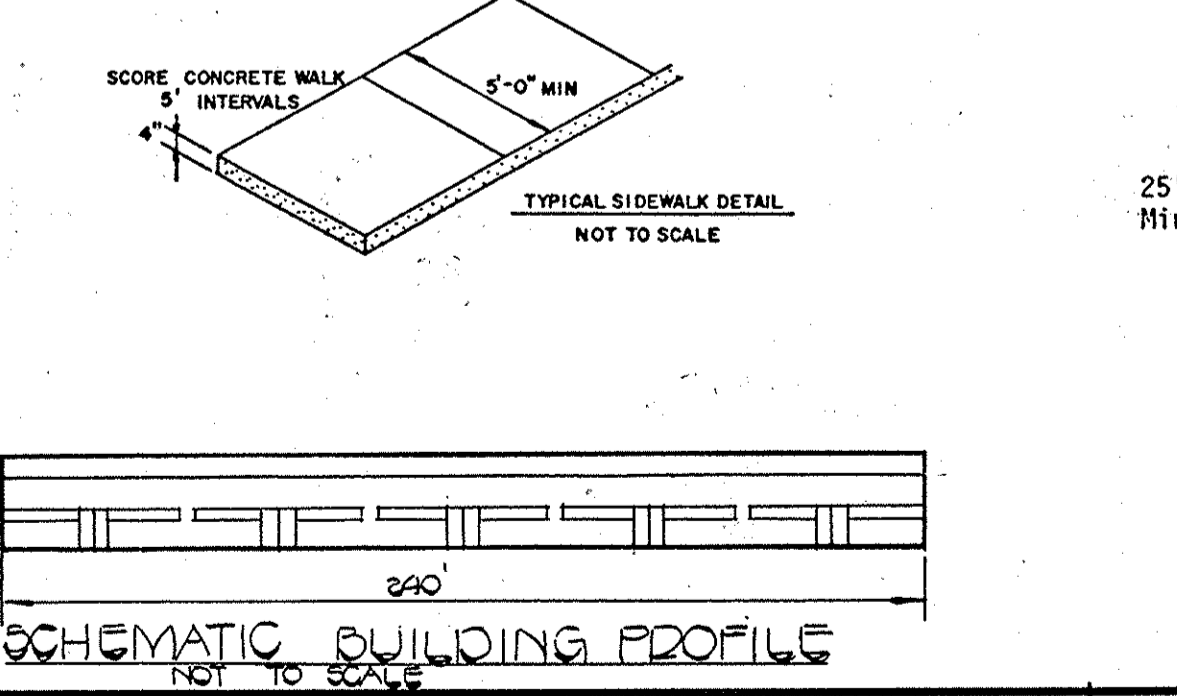 SCORE CONCRETE WALK
5' INTERVALS
5'-0" MIN
4"
TYPICAL SIDEWALK DETAIL
NOT TO SCALE
25'
240'
SCHEMATIC BUILDING PROFILE
NOT TO SCALE